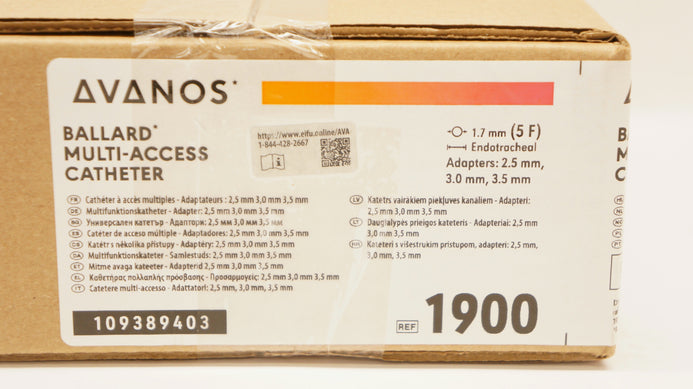 AVANOS*
BALLARD*
MULTI-ACCESS
CATHETER
https://www.eifu.online/AVA
1-844-428-2667
i
1.7 mm (5 F)
Endotracheal
Adapters: 2.5 mm,
3.0 mm, 3.5 mm
FR Cathéter à accès multiples - Adaptateurs : 2,5 mm 3,0 mm 3,5 mm
DE Multifunktionskatheter - Adapter: 2,5 mm 3,0 mm 3,5 mm
BG Универсален катетър - Адаптори: 2,5 мм 3,0 мм 3,5 мм
ES Catéter de acceso múltiple - Adaptadores: 2,5 mm 3,0 mm 3,5 mm
CS Katétr s několika přístupy - Adaptéry: 2,5 mm 3,0 mm 3,5 mm
DA Multifunktionskateter - Samlestuds: 2,5 mm 3,0 mm 3,5 mm
ET Mitme avaga kateeter - Adapterid 2,5 mm 3,0 mm 3,5 mm
EL Καθετήρας πολλαπλής πρόσβασης - Προσαρμογείς: 2,5 mm 3,0 mm 3,5 mm
IT Catetere multi-accesso - Adattatori: 2,5 mm, 3,0 mm, 3,5 mm
LV Katetrs vairākiem piekļuves kanāliem - Adapteri:
2,5 mm 3,0 mm 3,5 mm
LT Daugialypės prieigos kateteris - Adapteriai: 2,5 mm,
3,0 mm 3,5 mm
HR Kateteri s višestrukim pristupom, adapteri: 2,5 mm,
3,0 mm, 3,5 mm
109389403
REF 1900
BA
MU
CA